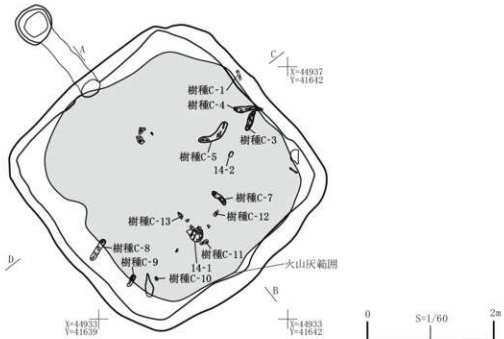 A
C
X=44937
Y=41642
樹種C-1
樹種C-4
樹種C-3
樹種C-5
14-2
樹種C-7
樹種C-13
樹種C-12
樹種C-8
樹種C-11
14-1
樹種C-9
樹種C-10
火山灰範囲
D
B
X=44933
Y=41639
X=44933
Y=41642
0
S=1/60
2m